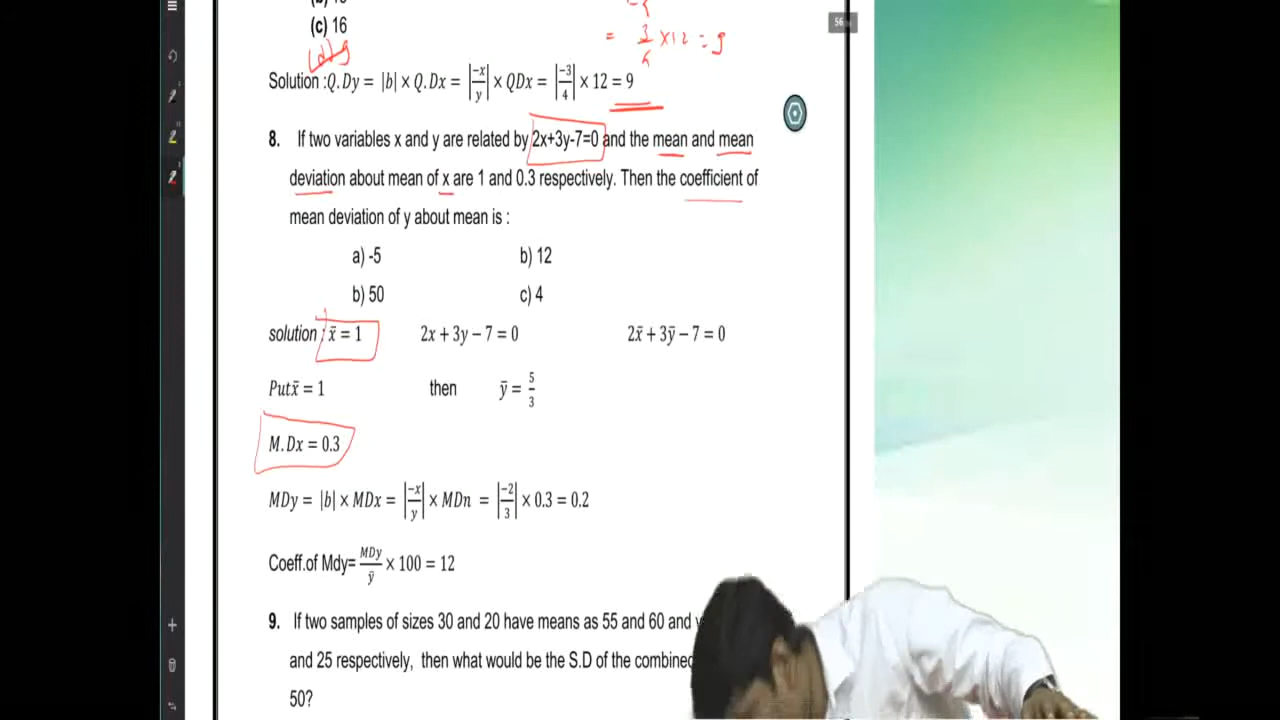 (c) 16
56
= 3/4 ×12 = 9
(d) 9
Solution :Q.Dy = |b| × Q.Dx = |−x/y| × QDx = |−3/4| × 12 = 9
8. If two variables x and y are related by 2x+3y-7=0 and the mean and mean
deviation about mean of x are 1 and 0.3 respectively. Then the coefficient of
mean deviation of y about mean is :
a) -5 b) 12
b) 50 c) 4
solution : x̄ = 1 2x + 3y − 7 = 0 2x̄ + 3ȳ − 7 = 0
Putx̄ = 1 then ȳ = 5/3
M.Dx = 0.3
MDy = |b| × MDx = |−x/y| × MDn = |−2/3| × 0.3 = 0.2
Coeff.of Mdy= MDy/ȳ × 100 = 12
9. If two samples of sizes 30 and 20 have means as 55 and 60 and
and 25 respectively, then what would be the S.D of the combined
50?